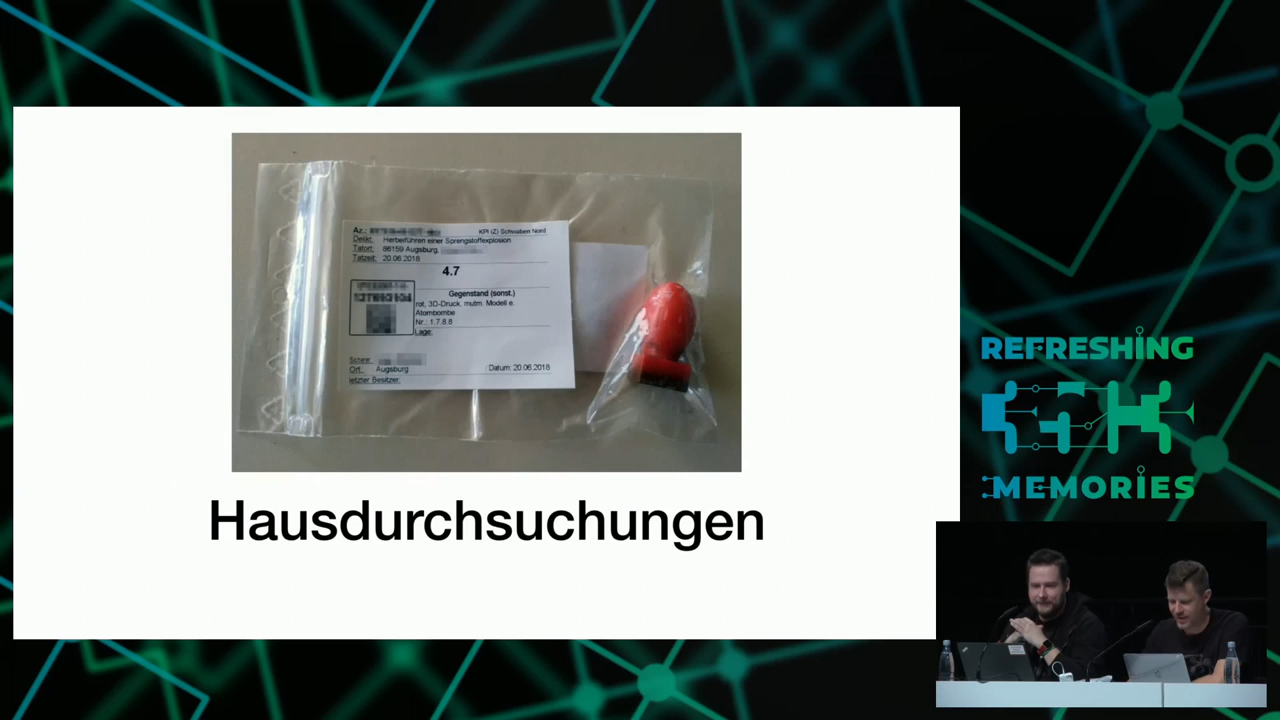 Az.:
KPI (Z) Schwaben Nord
Delikt: Herbeiführen einer Sprengstoffexplosion
Tatort: 86159 Augsburg,
Tatzeit: 20.06.2018
4.7
Gegenstand (sonst.)
rot, 3D-Druck, mutm. Modell e.
Atombombe
Nr.: 1.7.8.8
Lage:
Ort: Augsburg
Datum: 20.06.2018
letzter Besitzer:
Hausdurchsuchungen
REFRESHING
MEMORIES